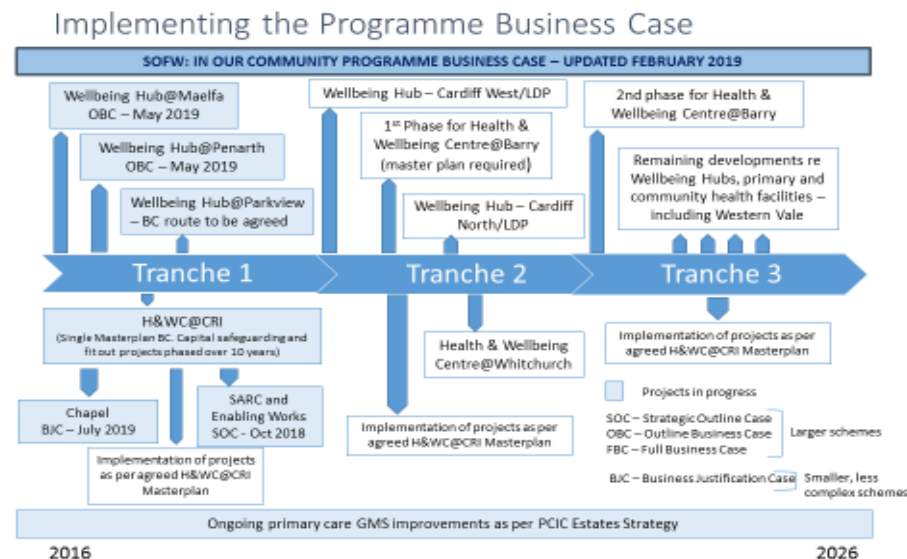 Implementing the Programme Business Case
SOFW: IN OUR COMMUNITY PROGRAMME BUSINESS CASE – UPDATED FEBRUARY 2019
Wellbeing Hub@Maelfa
OBC – May 2019
Wellbeing Hub@Penarth
OBC – May 2019
Wellbeing Hub@Parkview
– BC route to be agreed
Wellbeing Hub – Cardiff West/LDP
1st Phase for Health &
Wellbeing Centre@Barry
(master plan required)
Wellbeing Hub – Cardiff
North/LDP
2nd phase for Health &
Wellbeing Centre@Barry
Remaining developments re
Wellbeing Hubs, primary and
community health facilities –
including Western Vale
Tranche 1
Tranche 2
Tranche 3
H&WC@CRI
(Single Masterplan BC. Capital safeguarding and
fit out projects phased over 10 years)
Chapel
BJC – July 2019
SARC and
Enabling Works
SOC - Oct 2018
Implementation of projects
as per agreed H&WC@CRI
Masterplan
Health & Wellbeing
Centre@Whitchurch
Implementation of projects as per
agreed H&WC@CRI Masterplan
Implementation of projects as per
agreed H&WC@CRI Masterplan
Projects in progress
SOC – Strategic Outline Case
OBC – Outline Business Case
FBC – Full Business Case
Larger schemes
BJC – Business Justification Case
Smaller, less
complex schemes
Ongoing primary care GMS improvements as per PCIC Estates Strategy
2016
2026